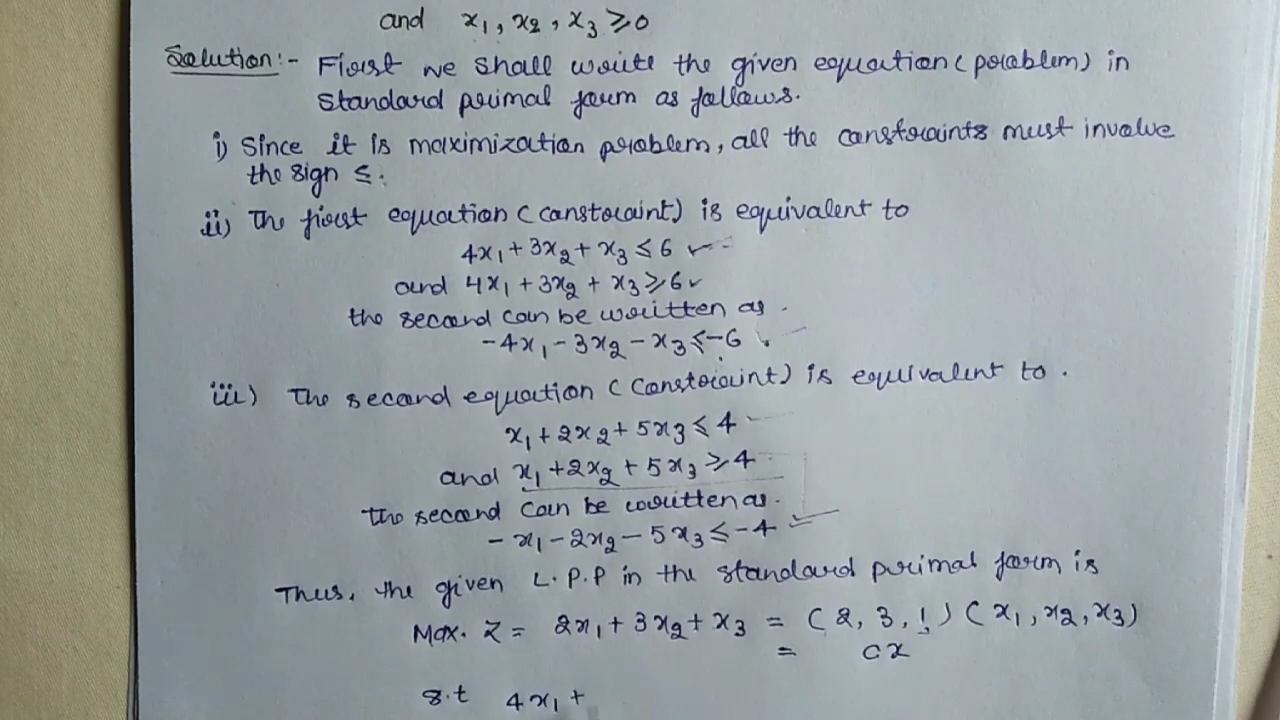 and x₁, x₂, x₃ ≥ 0
Solution:- First we shall write the given equation (problem) in
standard primal form as follows.
i) Since it is maximization problem, all the constraints must involve
the sign ≤.
ii) The first equation (constraint) is equivalent to
4x₁ + 3x₂ + x₃ ≤ 6
and 4x₁ + 3x₂ + x₃ ≥ 6
the second can be written as.
-4x₁ - 3x₂ - x₃ ≤ -6
iii) The second equation (constraint) is equivalent to.
x₁ + 2x₂ + 5x₃ ≤ 4
and x₁ + 2x₂ + 5x₃ ≥ 4
the second can be written as.
- x₁ - 2x₂ - 5x₃ ≤ -4
Thus, the given L.P.P in the standard primal form is
Max. Z = 2x₁ + 3x₂ + x₃ = (2, 3, 1) (x₁, x₂, x₃)
= cx
s.t 4x₁ +